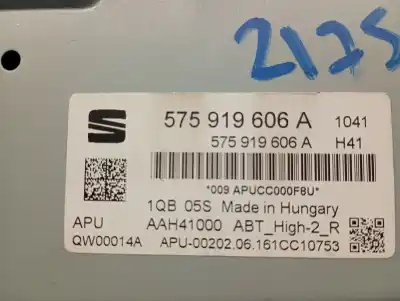 2175
575 919 606 A 1041
575 919 606 A H41
*009 APUCC000F8U*
1QB 05S Made in Hungary
APU AAH41000 ABT_High-2_R
QW00014A APU-00202.06.161CC10753